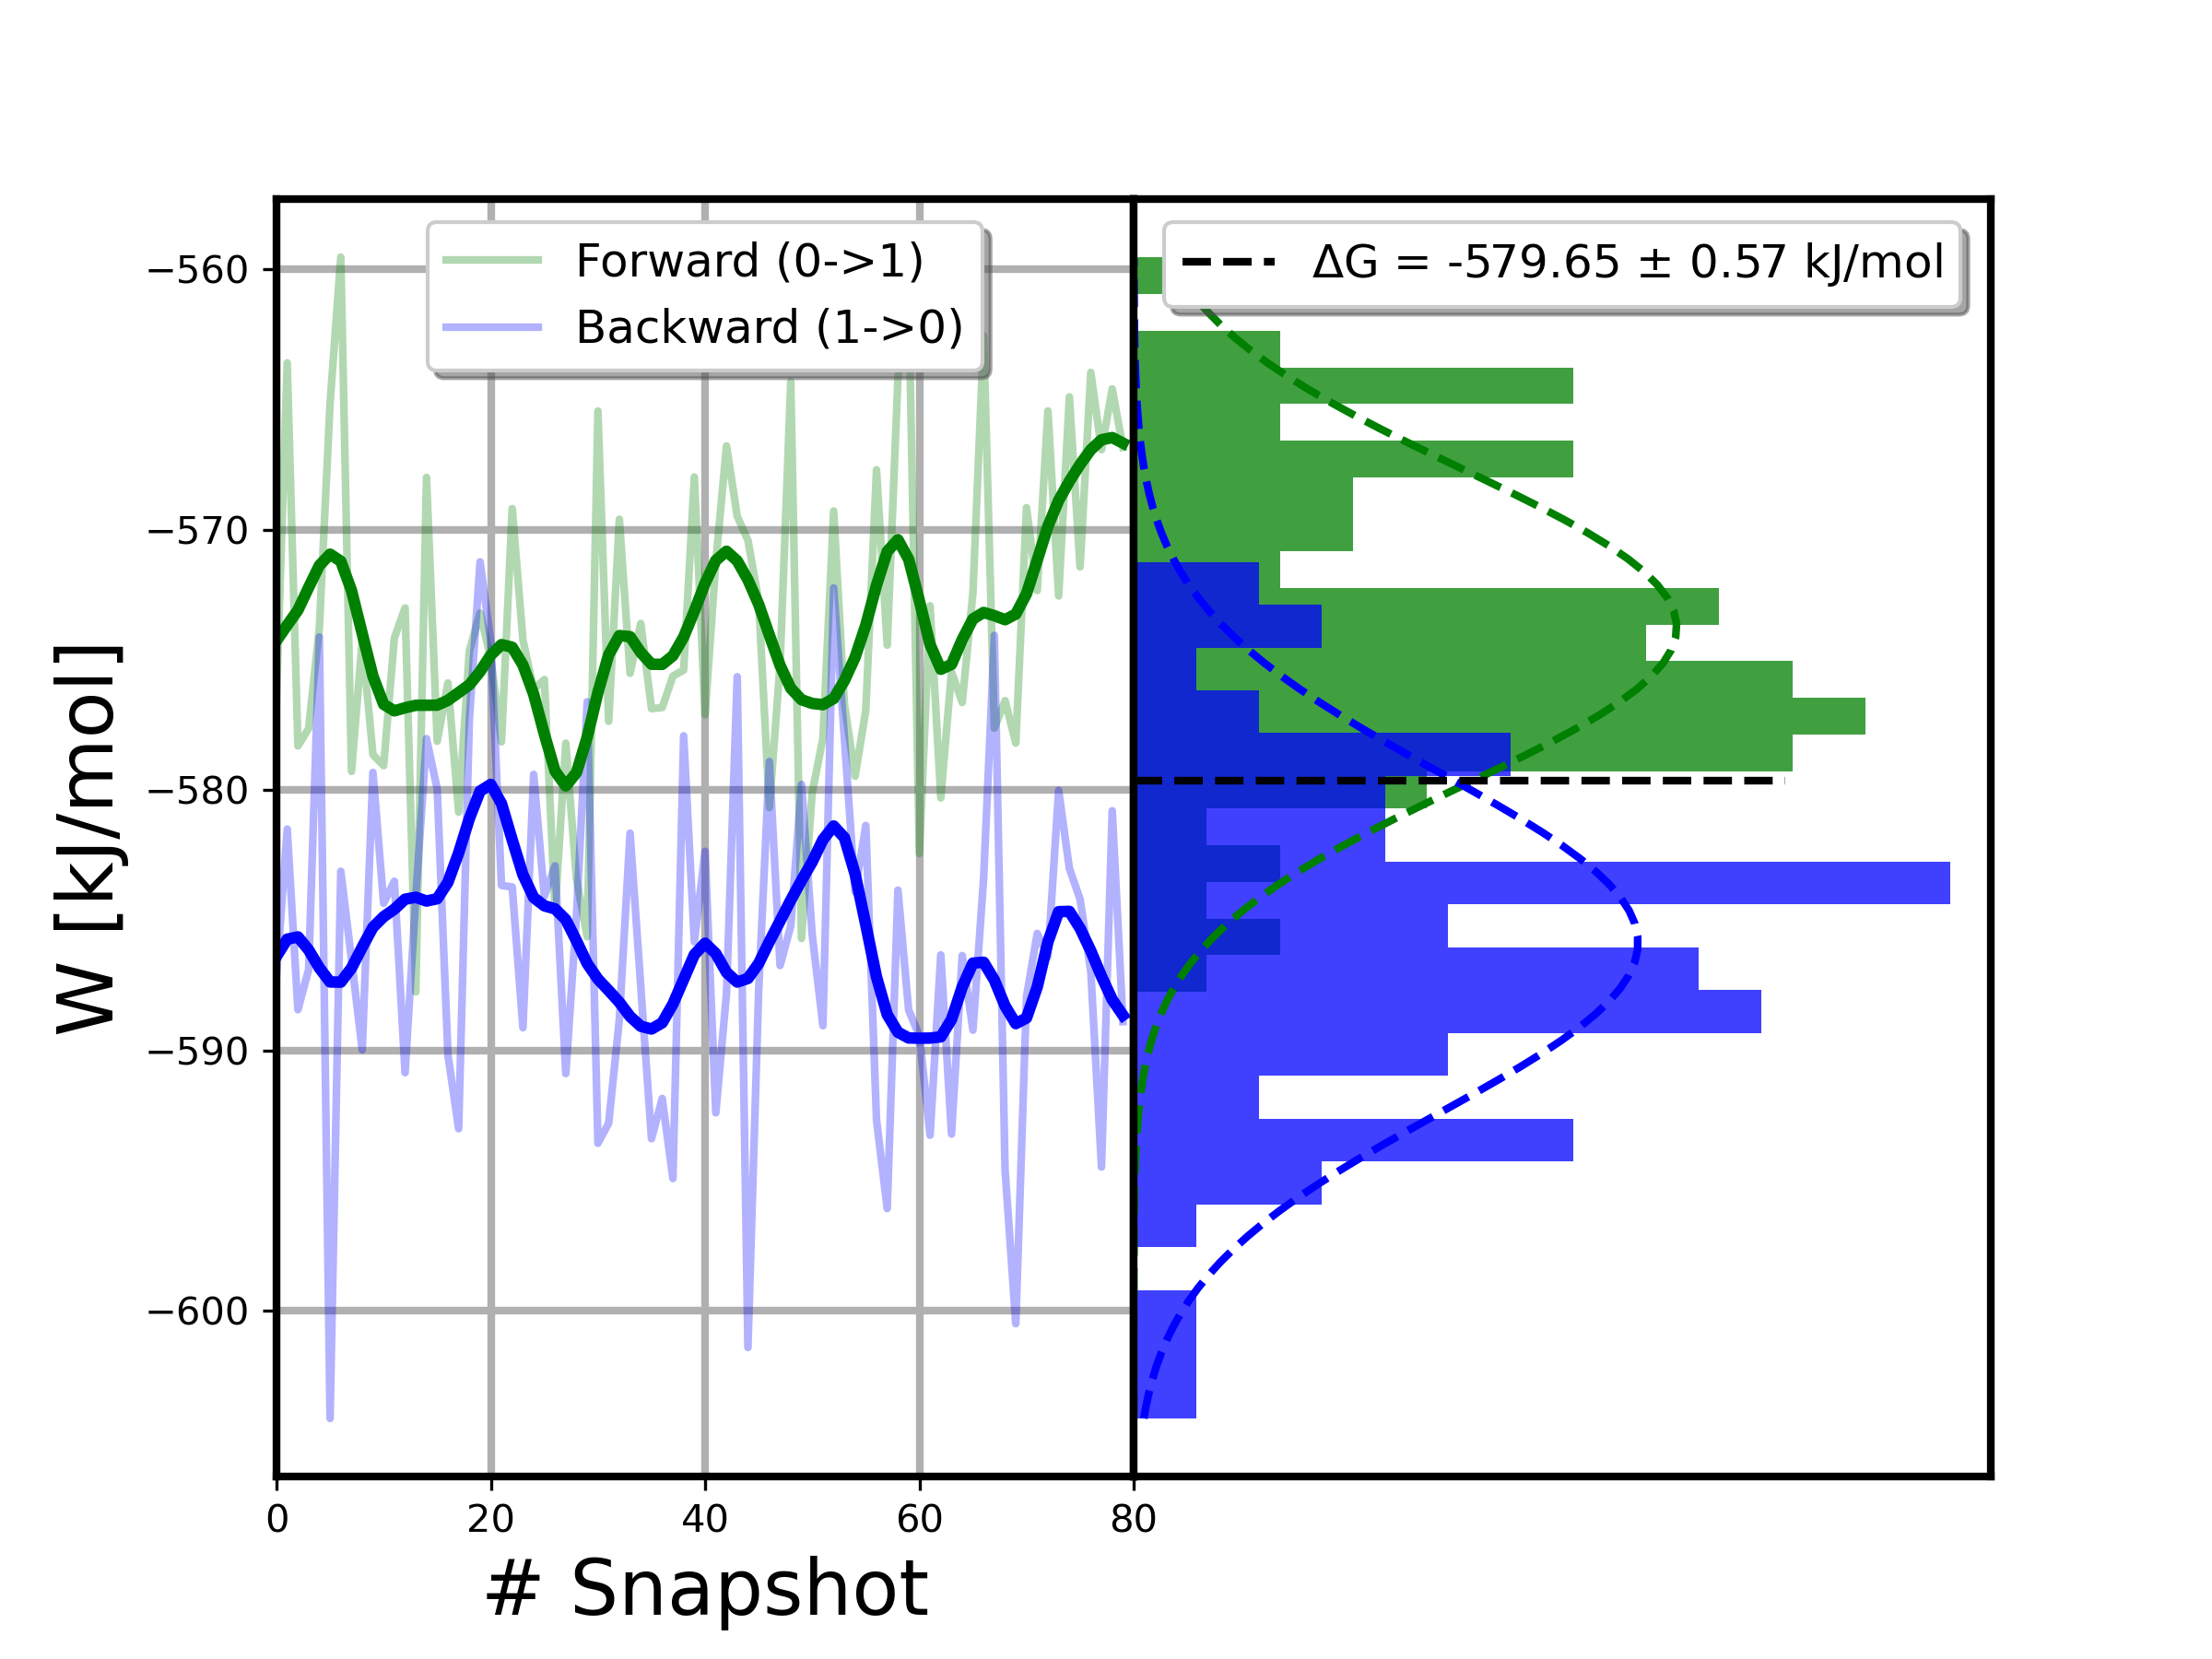 Forward (0->1)
Backward (1->0)
ΔG = -579.65 ± 0.57 kJ/mol
−560
−570
−580
−590
−600
W [kJ/mol]
0 20 40 60 80
# Snapshot